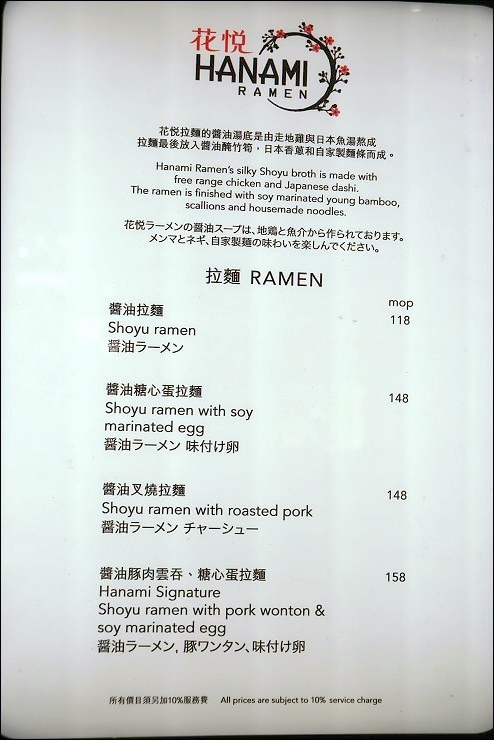 花悦
HANAMI
RAMEN
花悦拉麵的醬油湯底是由走地雞與日本魚湯熬成
拉麵最後放入醬油醃竹筍，日本香蔥和自家製麵條而成。
Hanami Ramen's silky Shoyu broth is made with
free range chicken and Japanese dashi.
The ramen is finished with soy marinated young bamboo,
scallions and housemade noodles.
花悦ラーメンの醤油スープは、地鶏と魚介から作られております。
メンマとネギ、自家製麺の味わいを楽しんでください。
拉麵 RAMEN
mop
醬油拉麵
Shoyu ramen 118
醤油ラーメン
醬油糖心蛋拉麵 148
Shoyu ramen with soy
marinated egg
醤油ラーメン 味付け卵
醬油叉燒拉麵 148
Shoyu ramen with roasted pork
醤油ラーメン チャーシュー
醬油豚肉雲吞、糖心蛋拉麵 158
Hanami Signature
Shoyu ramen with pork wonton &
soy marinated egg
醤油ラーメン, 豚ワンタン、味付け卵
所有價目須另加10%服務費 All prices are subject to 10% service charge